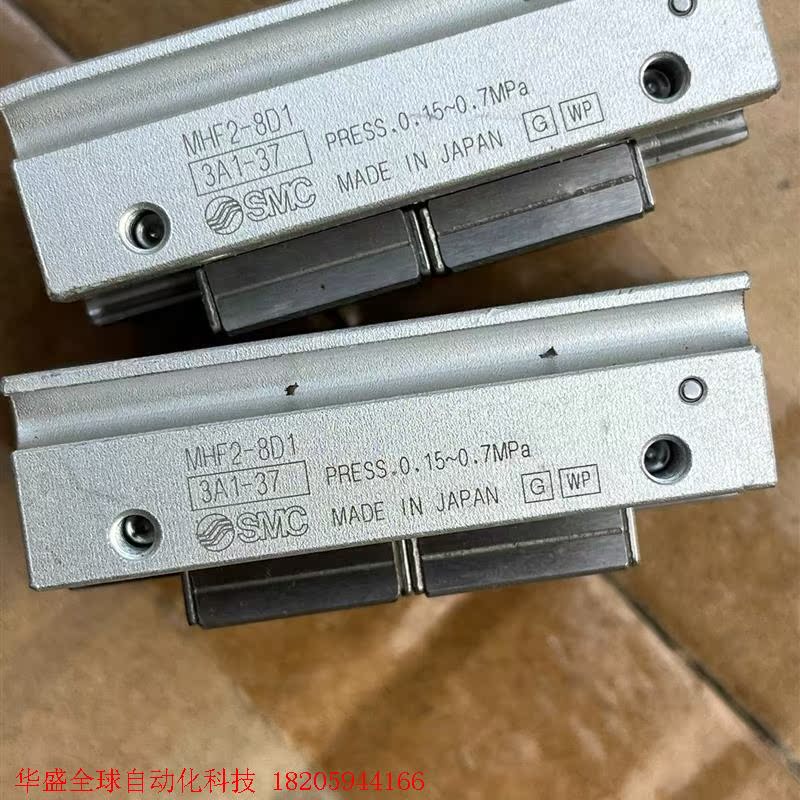 MHF2-8D1
3A1-37
PRESS.0.15~0.7MPa
SMC
MADE IN JAPAN
G WP
MHF2-8D1
3A1-37
PRESS.0.15~0.7MPa
SMC
MADE IN JAPAN
G WP
华盛全球自动化科技 18205944166